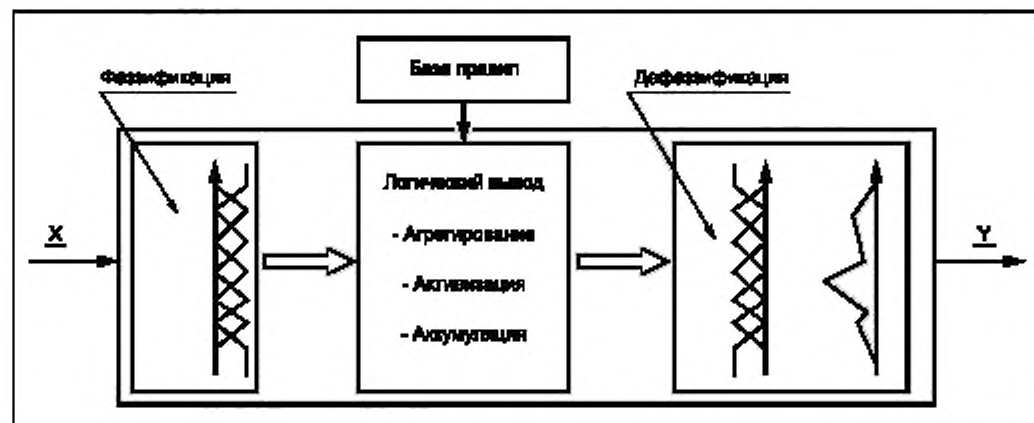 База правил
Фаззификация
Дефаззификация
Логический вывод
- Агрегирование
- Активизация
- Аккумуляция
X
Y